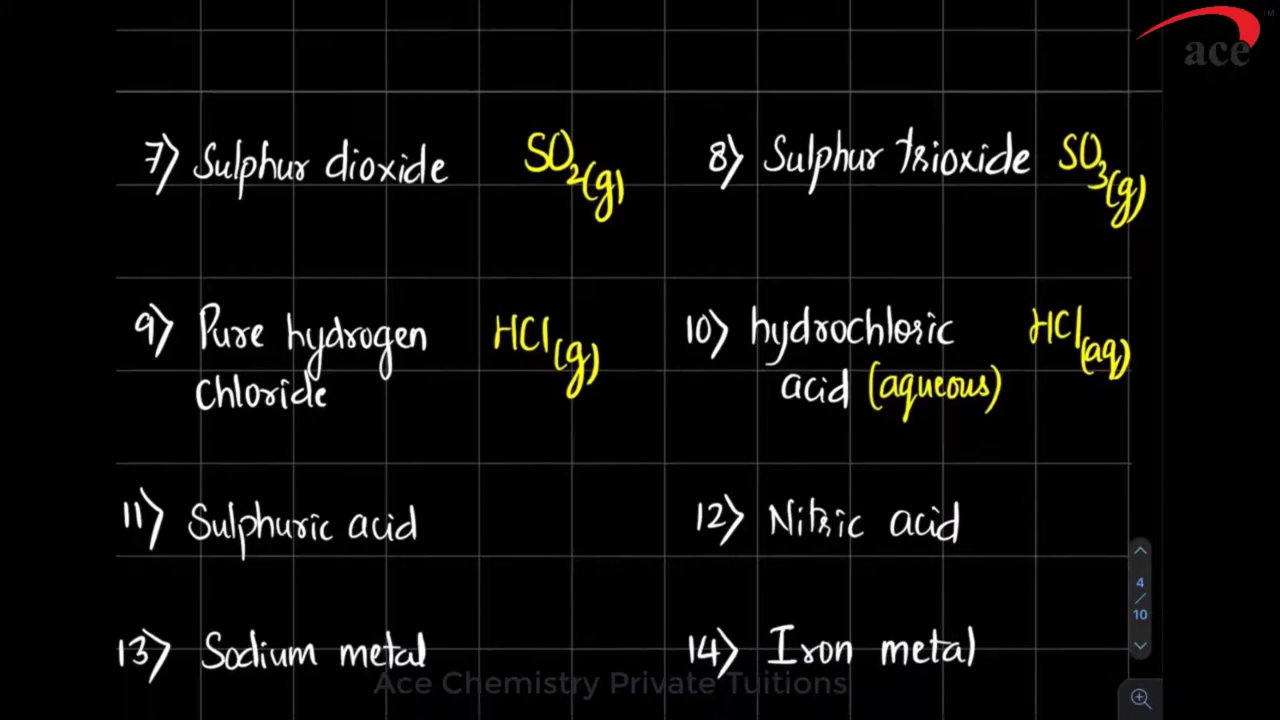 ace
TM
7) Sulphur dioxide SO₂(g) 8) Sulphur trioxide SO₃(g)
9) Pure hydrogen HCl(g) 10) hydrochloric HCl(aq)
chloride acid (aqueous)
11) Sulphuric acid 12) Nitric acid
4
/
10
13) Sodium metal 14) Iron metal
Ace Chemistry Private Tuitions